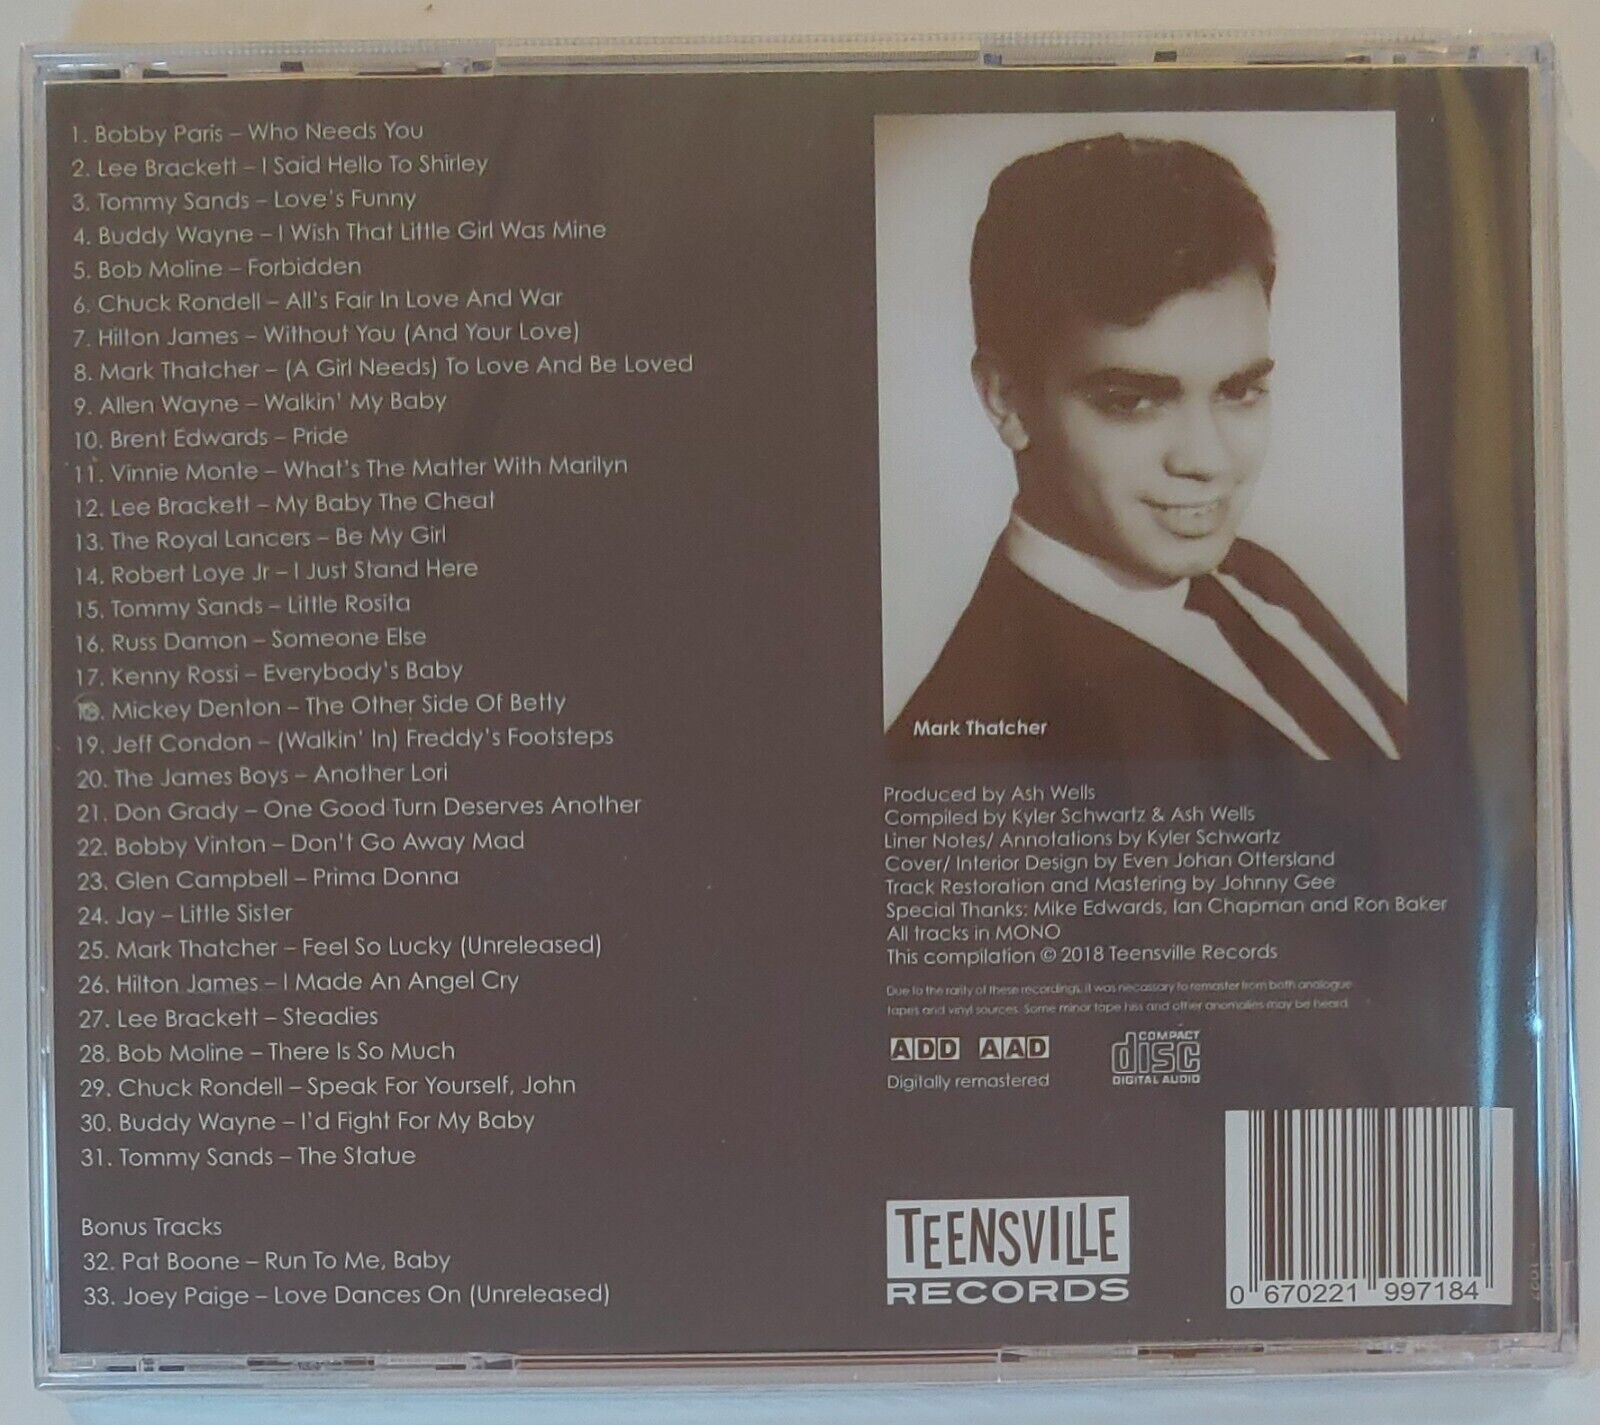 1. Bobby Paris – Who Needs You
2. Lee Brackett – I Said Hello To Shirley
3. Tommy Sands – Love's Funny
4. Buddy Wayne – I Wish That Little Girl Was Mine
5. Bob Moline – Forbidden
6. Chuck Rondell – All's Fair In Love And War
7. Hilton James – Without You (And Your Love)
8. Mark Thatcher – (A Girl Needs) To Love And Be Loved
9. Allen Wayne – Walkin' My Baby
10. Brent Edwards – Pride
11. Vinnie Monte – What's The Matter With Marilyn
12. Lee Brackett – My Baby The Cheat
13. The Royal Lancers – Be My Girl
14. Robert Loye Jr – I Just Stand Here
15. Tommy Sands – Little Rosita
16. Russ Damon – Someone Else
17. Kenny Rossi – Everybody's Baby
18. Mickey Denton – The Other Side Of Betty
19. Jeff Condon – (Walkin' In) Freddy's Footsteps
20. The James Boys – Another Lori
21. Don Grady – One Good Turn Deserves Another
22. Bobby Vinton – Don't Go Away Mad
23. Glen Campbell – Prima Donna
24. Jay – Little Sister
25. Mark Thatcher – Feel So Lucky (Unreleased)
26. Hilton James – I Made An Angel Cry
27. Lee Brackett – Steadies
28. Bob Moline – There Is So Much
29. Chuck Rondell – Speak For Yourself, John
30. Buddy Wayne – I'd Fight For My Baby
31. Tommy Sands – The Statue
Bonus Tracks
32. Pat Boone – Run To Me, Baby
33. Joey Paige – Love Dances On (Unreleased)
Mark Thatcher
Produced by Ash Wells
Compiled by Kyler Schwartz & Ash Wells
Liner Notes/ Annotations by Kyler Schwartz
Cover/ Interior Design by Even Johan Ottersland
Track Restoration and Mastering by Johnny Gee
Special Thanks: Mike Edwards, Ian Chapman and Ron Baker
All tracks in MONO
This compilation © 2018 Teensville Records
Due to the rarity of these recordings, it was necassary to remaster from both analogue
tapes and vinyl sources. Some minor tape hiss and other anomalies may be heard.
ADD AAD
Digitally remastered
COMPACT
disc
DIGITAL AUDIO
TEENSVILLE
RECORDS
0 670221 997184